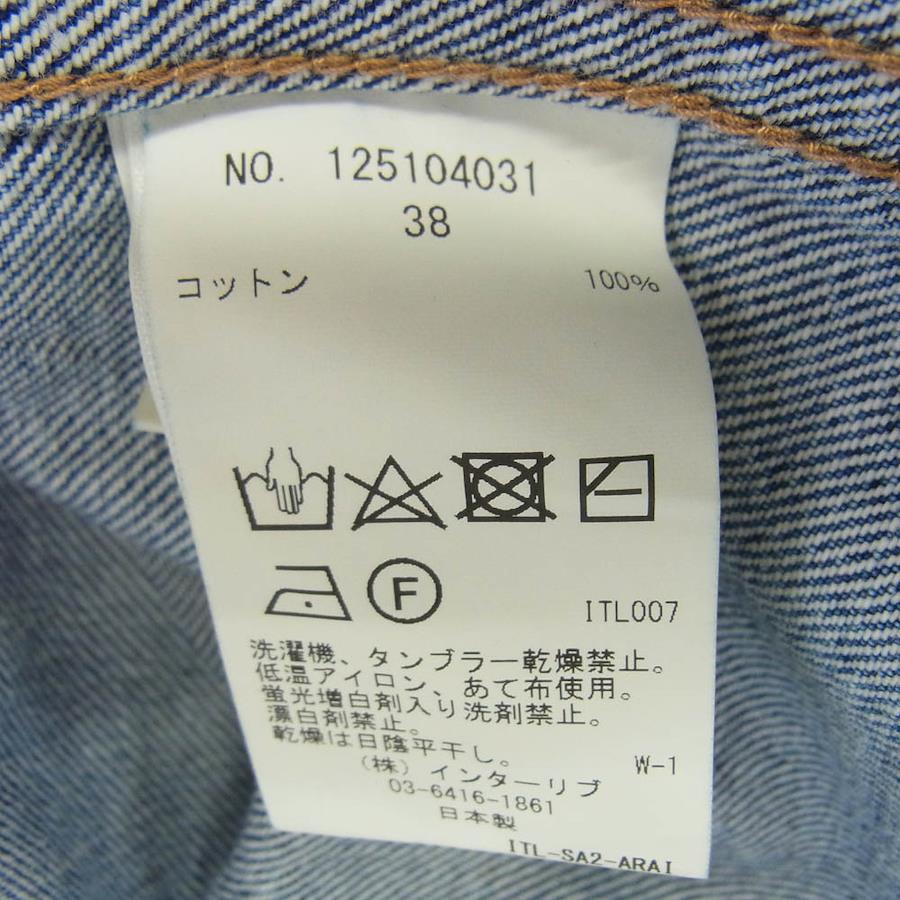 NO. 125104031
38
コットン 100%
F
ITL007
洗濯機、タンブラー乾燥禁止。
低温アイロン、あて布使用。
蛍光増白剤入り洗剤禁止。
漂白剤禁止。
乾燥は日陰平干し。
W-1
(株) インターリブ
03-6416-1861
日本製
ITL-SA2-ARAI